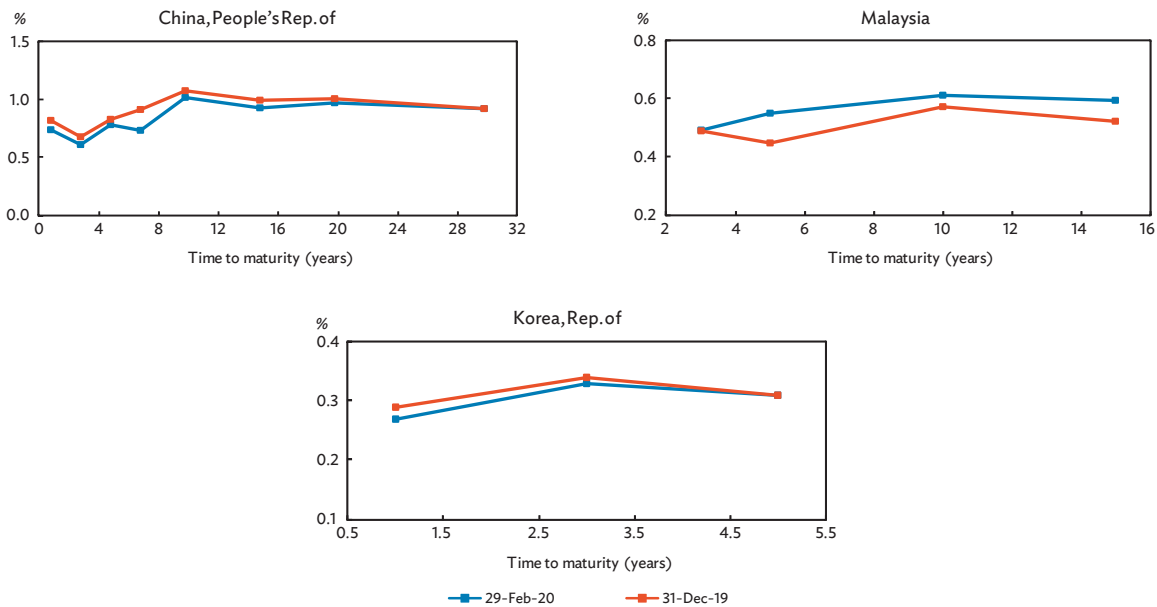 China, People's Rep. of
%
1.5
1.0
0.5
0.0
0 4 8 12 16 20 24 28 32
Time to maturity (years)
Malaysia
%
0.8
0.6
0.4
0.2
2 4 6 8 10 12 14 16
Time to maturity (years)
Korea, Rep. of
%
0.4
0.3
0.2
0.1
0.5 1.5 2.5 3.5 4.5 5.5
Time to maturity (years)
29-Feb-20 31-Dec-19